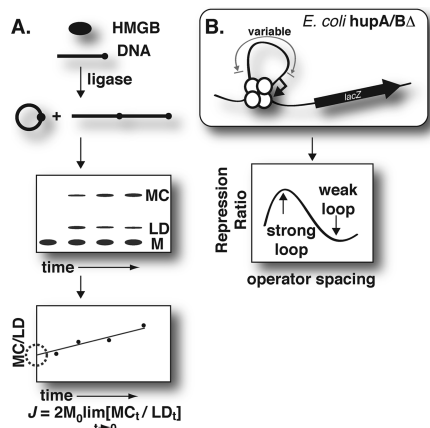 A.
HMGB
DNA
ligase
+
MC
LD
M
time
MC/LD
time
J = 2M0lim[MCt / LDt]
t→0
B.
E. coli hupA/BΔ
variable
lacZ
Repression
Ratio
weak
loop
strong
loop
operator spacing